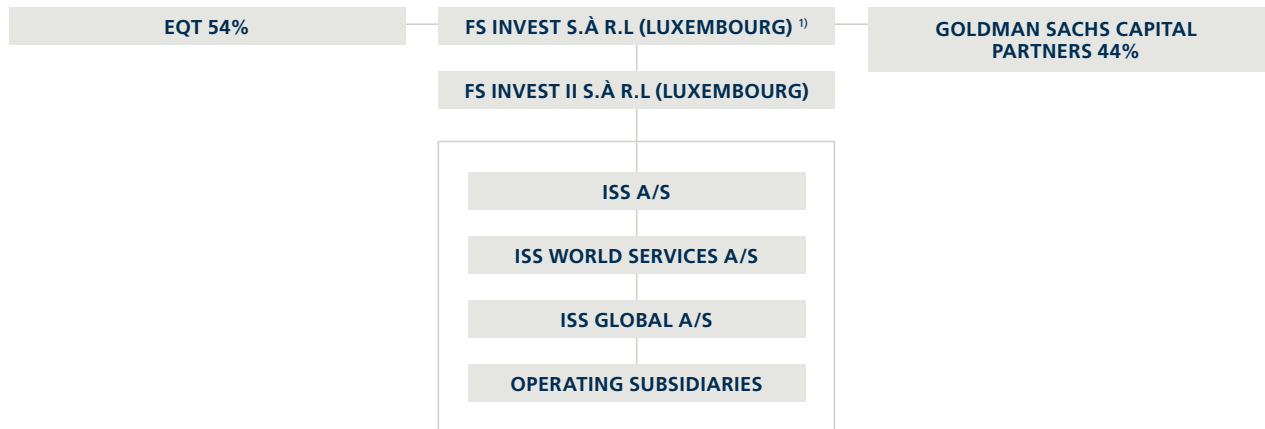 EQT 54%
FS INVEST S.À R.L (LUXEMBOURG) 1)
GOLDMAN SACHS CAPITAL
PARTNERS 44%
FS INVEST II S.À R.L (LUXEMBOURG)
ISS A/S
ISS WORLD SERVICES A/S
ISS GLOBAL A/S
OPERATING SUBSIDIARIES